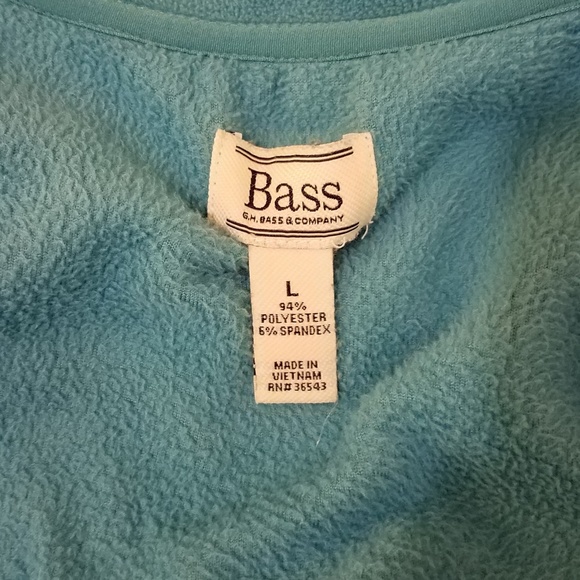 Bass
G.H. BASS & COMPANY
L
94%
POLYESTER
6% SPANDEX
MADE IN
VIETNAM
RN# 36543